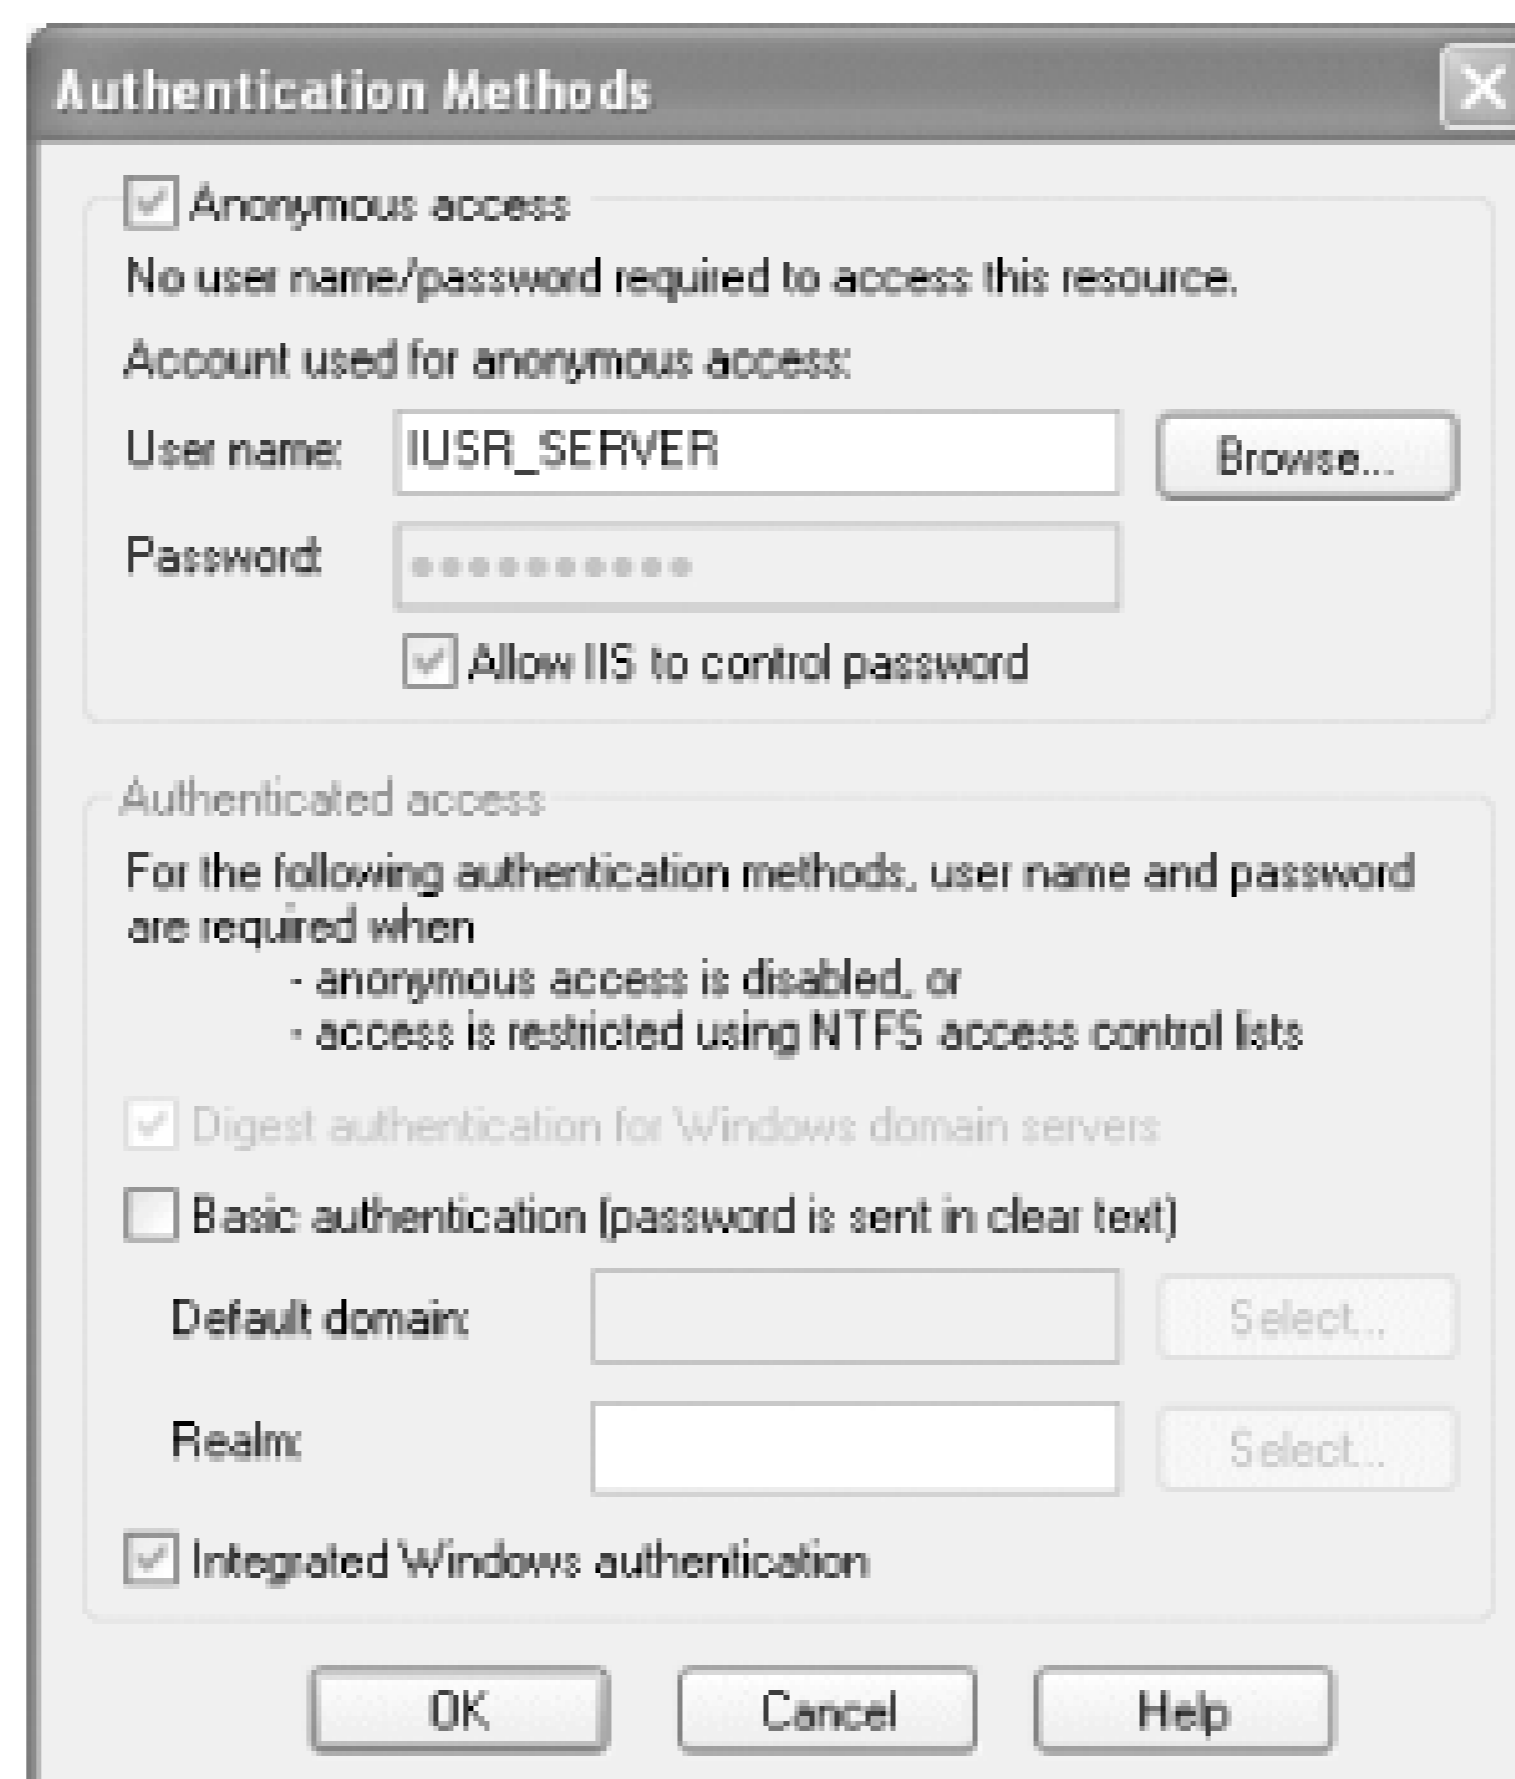 Authentication Methods
Anonymous access
No user name/password required to access this resource.
Account used for anonymous access:
User name: IUSR_SERVER Browse...
Password: ●●●●●●●●●●
Allow IIS to control password
Authenticated access
For the following authentication methods, user name and password
are required when
- anonymous access is disabled, or
- access is restricted using NTFS access control lists
Digest authentication for Windows domain servers
Basic authentication (password is sent in clear text)
Default domain: Select...
Realm: Select...
Integrated Windows authentication
OK Cancel Help